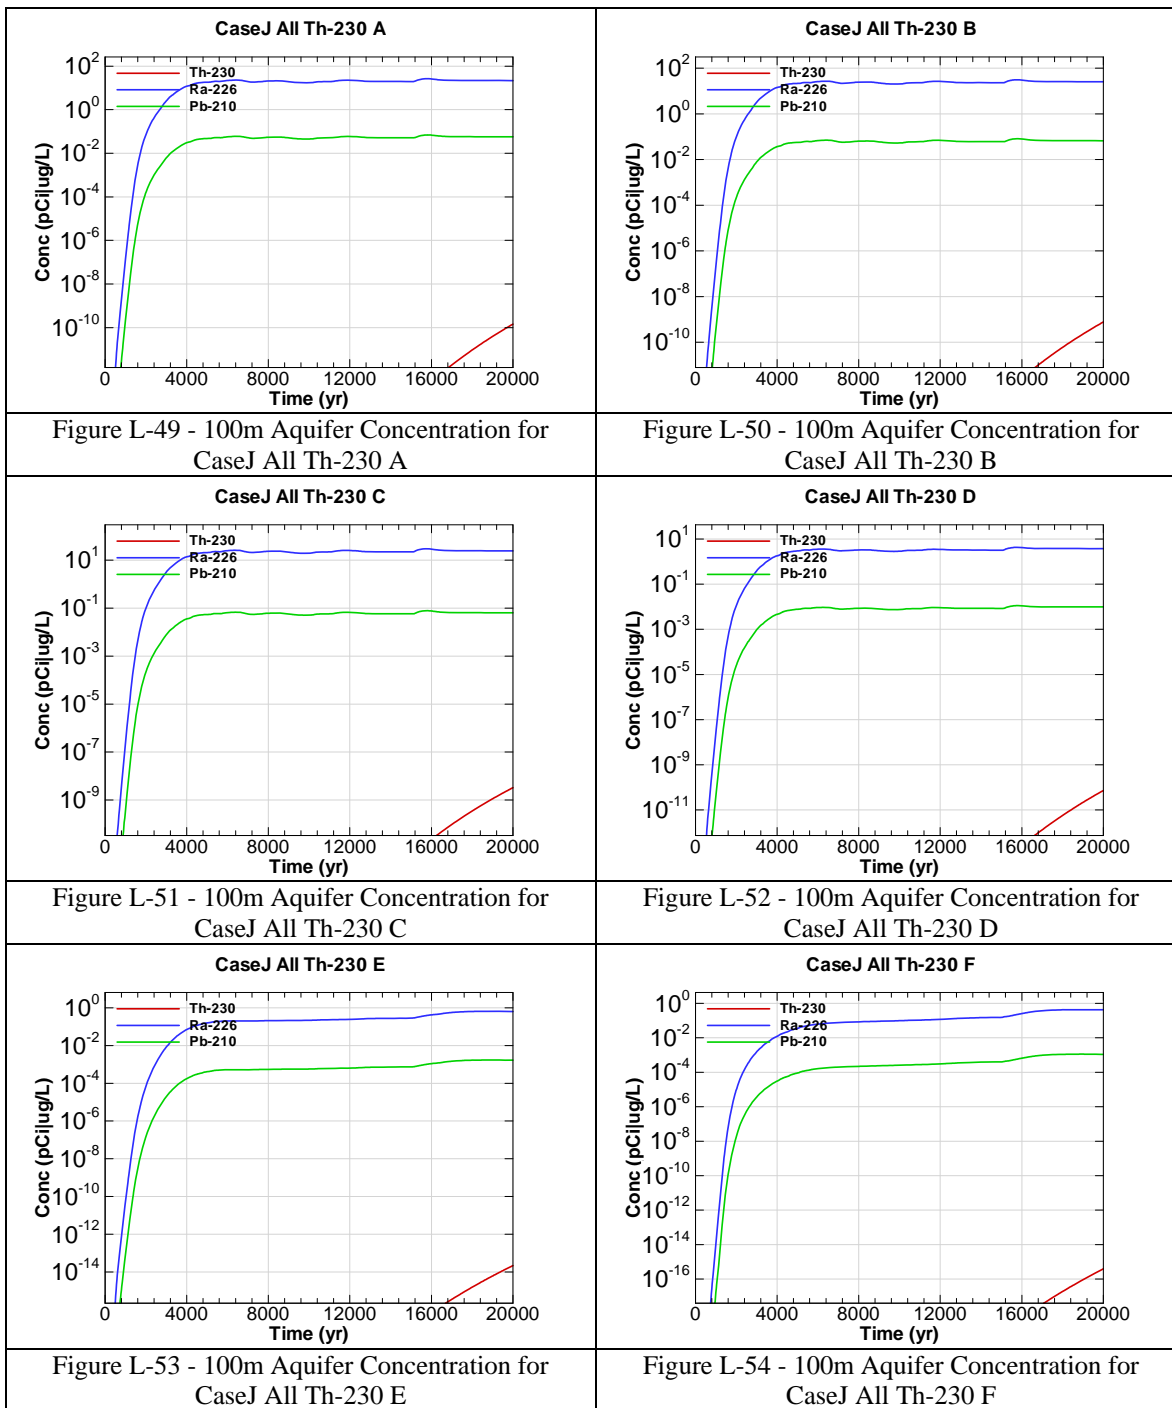 CaseJ All Th-230 A
Th-230
Ra-226
Pb-210
10^2
10^0
10^-2
10^-4
10^-6
10^-8
10^-10
Conc (pCi|ug/L)
0 4000 8000 12000 16000 20000
Time (yr)
Figure L-49 - 100m Aquifer Concentration for
CaseJ All Th-230 A
CaseJ All Th-230 B
Th-230
Ra-226
Pb-210
10^2
10^0
10^-2
10^-4
10^-6
10^-8
10^-10
Conc (pCi|ug/L)
0 4000 8000 12000 16000 20000
Time (yr)
Figure L-50 - 100m Aquifer Concentration for
CaseJ All Th-230 B
CaseJ All Th-230 C
Th-230
Ra-226
Pb-210
10^1
10^-1
10^-3
10^-5
10^-7
10^-9
Conc (pCi|ug/L)
0 4000 8000 12000 16000 20000
Time (yr)
Figure L-51 - 100m Aquifer Concentration for
CaseJ All Th-230 C
CaseJ All Th-230 D
Th-230
Ra-226
Pb-210
10^1
10^-1
10^-3
10^-5
10^-7
10^-9
10^-11
Conc (pCi|ug/L)
0 4000 8000 12000 16000 20000
Time (yr)
Figure L-52 - 100m Aquifer Concentration for
CaseJ All Th-230 D
CaseJ All Th-230 E
Th-230
Ra-226
Pb-210
10^0
10^-2
10^-4
10^-6
10^-8
10^-10
10^-12
10^-14
Conc (pCi|ug/L)
0 4000 8000 12000 16000 20000
Time (yr)
Figure L-53 - 100m Aquifer Concentration for
CaseJ All Th-230 E
CaseJ All Th-230 F
Th-230
Ra-226
Pb-210
10^0
10^-2
10^-4
10^-6
10^-8
10^-10
10^-12
10^-14
10^-16
Conc (pCi|ug/L)
0 4000 8000 12000 16000 20000
Time (yr)
Figure L-54 - 100m Aquifer Concentration for
CaseJ All Th-230 F